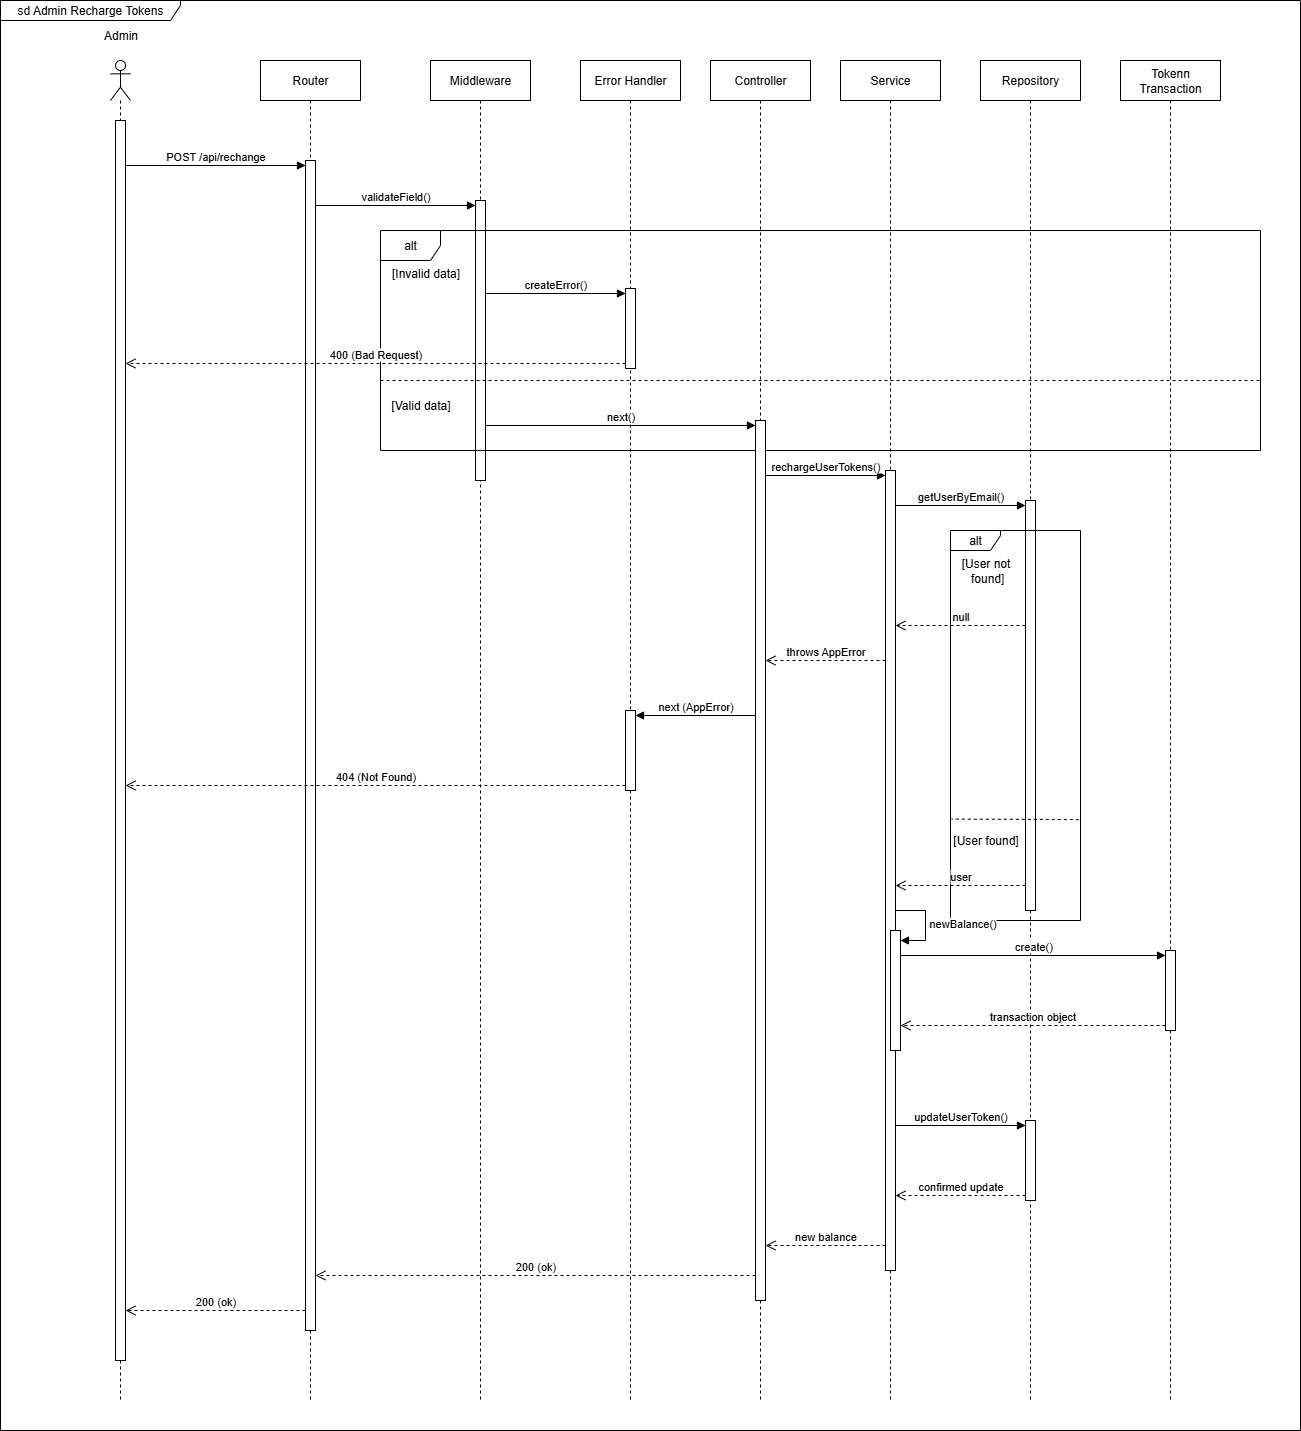 sd Admin Recharge Tokens
Admin
Router
Middleware
Error Handler
Controller
Service
Repository
Tokenn
Transaction
POST /api/rechange
validateField()
alt
[Invalid data]
createError()
400 (Bad Request)
[Valid data]
next()
rechargeUserTokens()
getUserByEmail()
alt
[User not
found]
null
throws AppError
next (AppError)
404 (Not Found)
[User found]
user
newBalance()
create()
transaction object
updateUserToken()
confirmed update
new balance
200 (ok)
200 (ok)